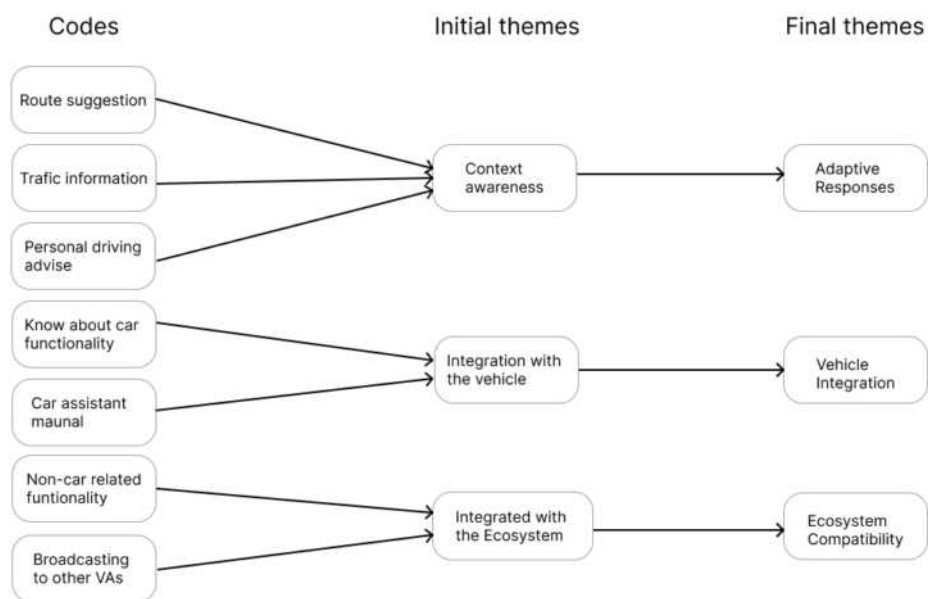 Codes
Initial themes
Final themes
Route suggestion
Trafic information
Personal driving
advise
Know about car
functionality
Car assistant
maunal
Non-car related
funtionality
Broadcasting
to other VAs
Context
awareness
Integration with
the vehicle
Integrated with
the Ecosystem
Adaptive
Responses
Vehicle
Integration
Ecosystem
Compatibility